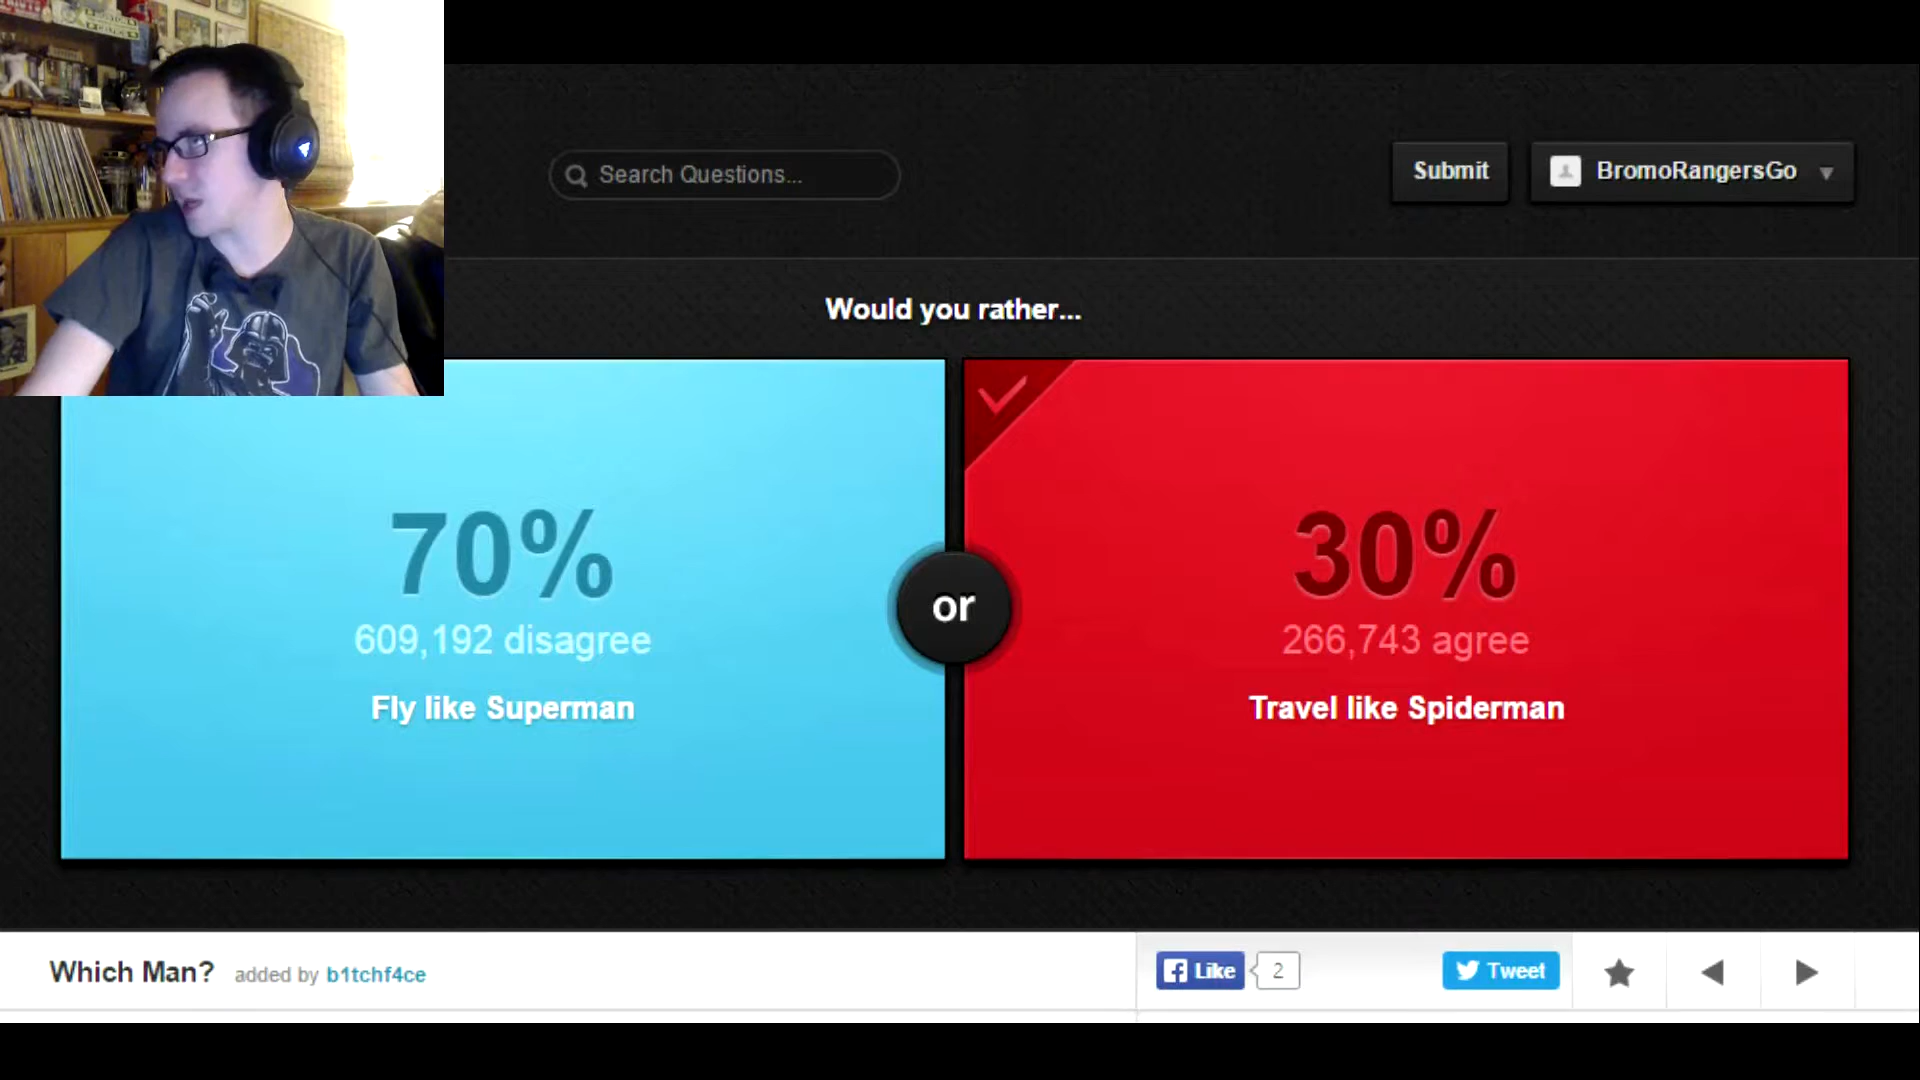 Search Questions...
Submit
BromoRangersGo
Would you rather...
70%
609,192 disagree
Fly like Superman
or
30%
266,743 agree
Travel like Spiderman
Which Man? added by b1tchf4ce
Like 2
Tweet